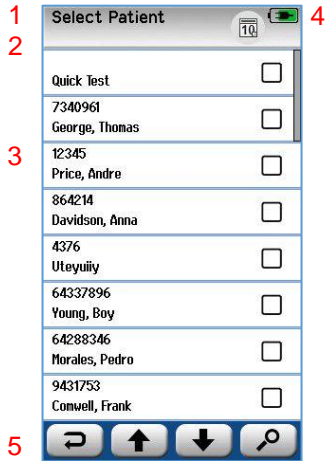 1
Select Patient
10
4
2
Quick Test
7340961
George, Thomas
3
12345
Price, Andre
864214
Davidson, Anna
4376
Uteyuiiy
64337896
Young, Boy
64288346
Morales, Pedro
9431753
Comwell, Frank
5